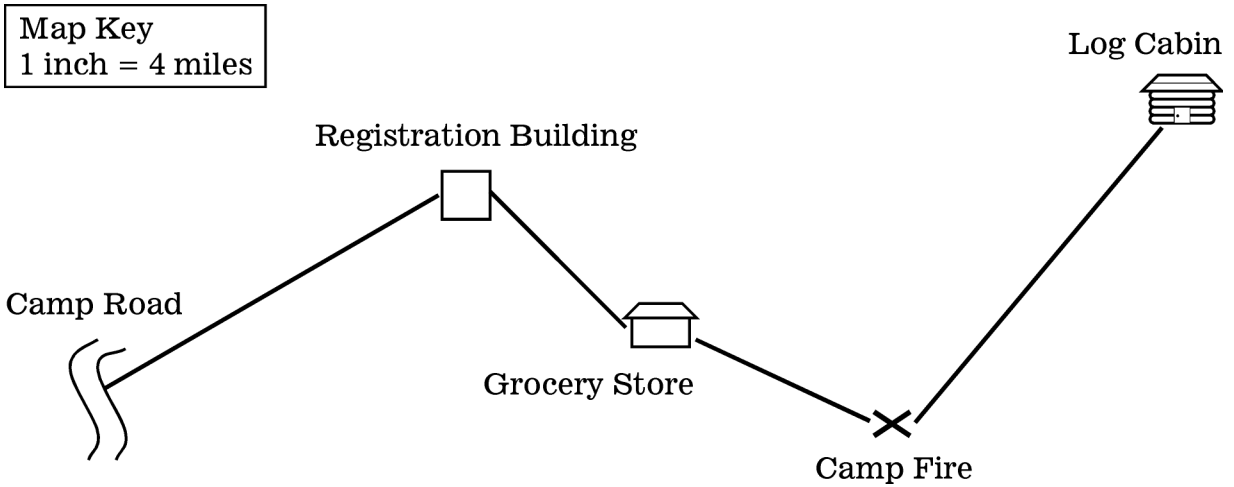 Map Key
1 inch = 4 miles
Log Cabin
Registration Building
Camp Road
Grocery Store
Camp Fire